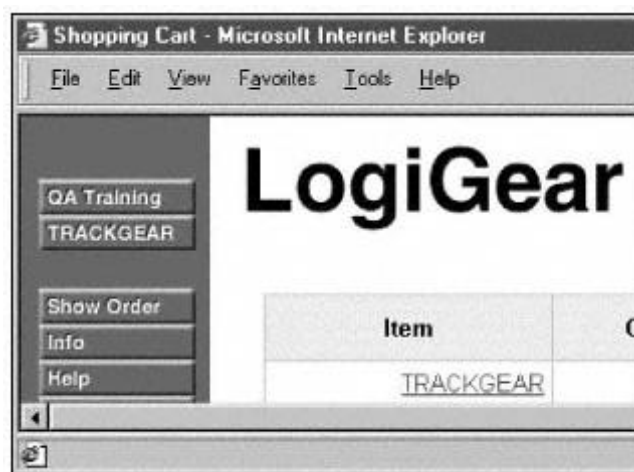 Shopping Cart - Microsoft Internet Explorer
File Edit View Favorites Tools Help
LogiGear
QA Training
TRACKGEAR
Show Order
Info
Help
Item
TRACKGEAR